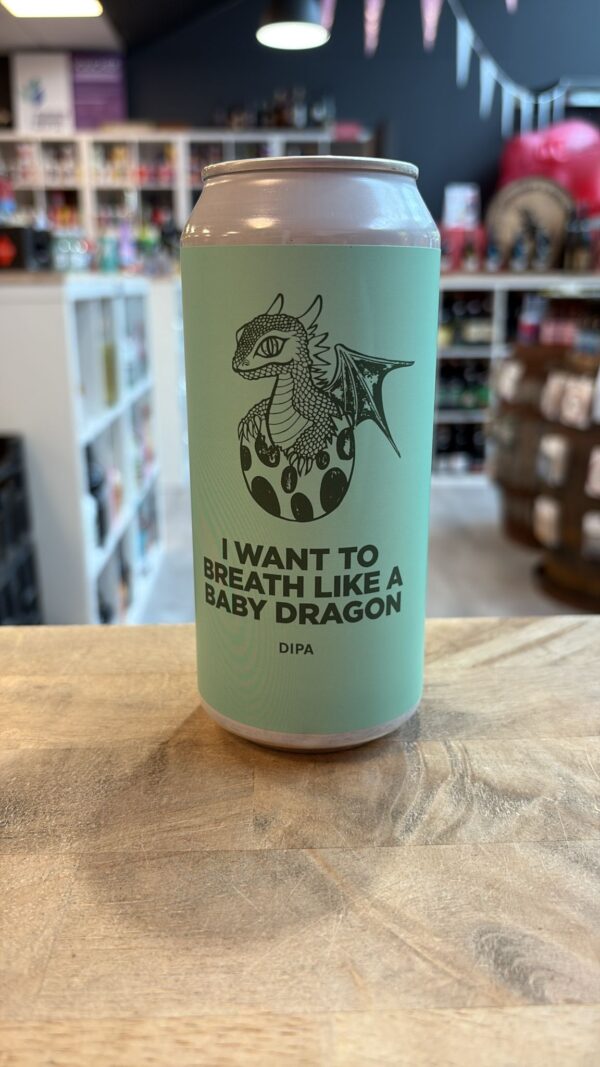 I WANT TO
BREATH LIKE A
BABY DRAGON
DIPA